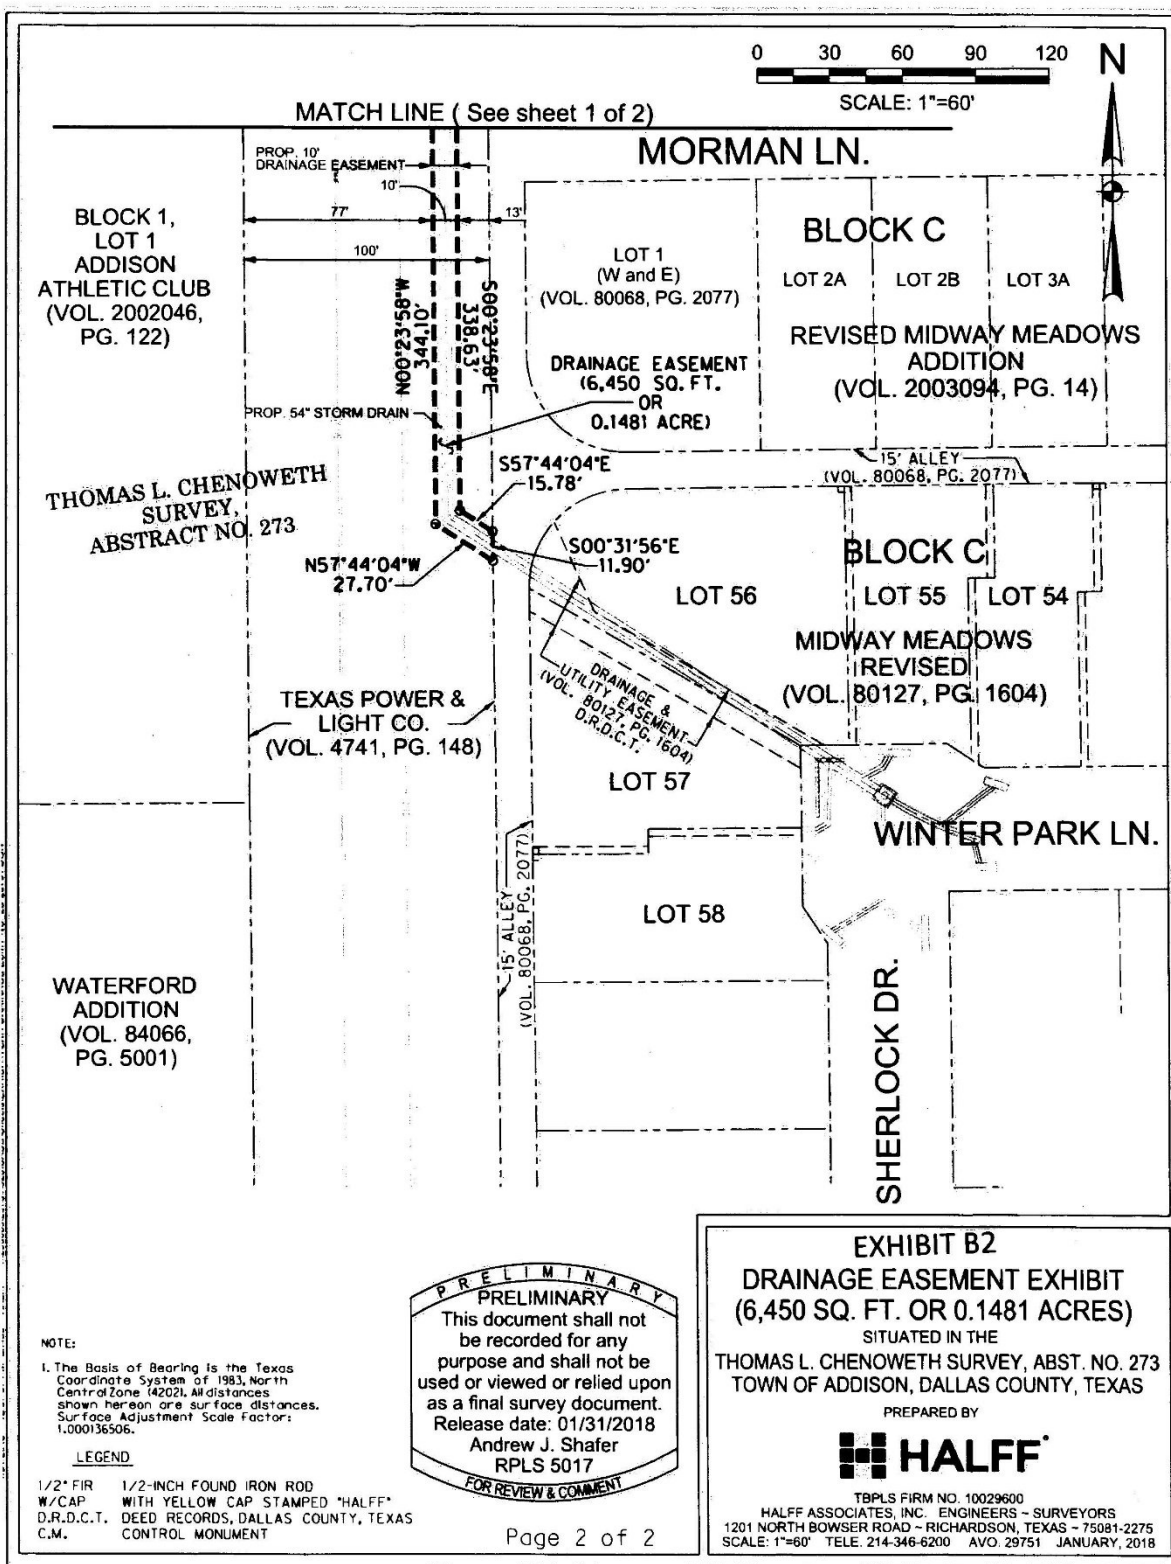 0 30 60 90 120
SCALE: 1"=60'
N
MATCH LINE ( See sheet 1 of 2)
MORMAN LN.
PROP. 10'
DRAINAGE EASEMENT
10'
77'
13'
100'
BLOCK 1,
LOT 1
ADDISON
ATHLETIC CLUB
(VOL. 2002046,
PG. 122)
LOT 1
(W and E)
(VOL. 80068, PG. 2077)
BLOCK C
LOT 2A
LOT 2B
LOT 3A
REVISED MIDWAY MEADOWS
ADDITION
(VOL. 2003094, PG. 14)
N00°23'58"W
344.10'
S00°23'58"E
338.63'
DRAINAGE EASEMENT
(6,450 SQ. FT.
OR
0.1481 ACRE)
PROP. 54" STORM DRAIN
15' ALLEY
(VOL. 80068, PG. 2077)
S57°44'04"E
15.78'
THOMAS L. CHENOWETH
SURVEY,
ABSTRACT NO. 273
N57°44'04"W
27.70'
S00°31'56"E
11.90'
BLOCK C
LOT 56
LOT 55
LOT 54
MIDWAY MEADOWS
REVISED
(VOL. 80127, PG. 1604)
DRAINAGE &
UTILITY EASEMENT
(VOL. 80127, PG. 1604)
D.R.D.C.T.
TEXAS POWER &
LIGHT CO.
(VOL. 4741, PG. 148)
LOT 57
WINTER PARK LN.
15' ALLEY
(VOL. 80068, PG. 2077)
LOT 58
SHERLOCK DR.
WATERFORD
ADDITION
(VOL. 84066,
PG. 5001)
NOTE:
1. The Basis of Bearing is the Texas
Coordinate System of 1983, North
Central Zone (4202). All distances
shown hereon are surface distances.
Surface Adjustment Scale Factor:
1.000136506.
LEGEND
1/2" FIR 1/2-INCH FOUND IRON ROD
W/CAP WITH YELLOW CAP STAMPED "HALFF"
D.R.D.C.T. DEED RECORDS, DALLAS COUNTY, TEXAS
C.M. CONTROL MONUMENT
PRELIMINARY
PRELIMINARY
This document shall not
be recorded for any
purpose and shall not be
used or viewed or relied upon
as a final survey document.
Release date: 01/31/2018
Andrew J. Shafer
RPLS 5017
FOR REVIEW & COMMENT
Page 2 of 2
EXHIBIT B2
DRAINAGE EASEMENT EXHIBIT
(6,450 SQ. FT. OR 0.1481 ACRES)
SITUATED IN THE
THOMAS L. CHENOWETH SURVEY, ABST. NO. 273
TOWN OF ADDISON, DALLAS COUNTY, TEXAS
PREPARED BY
HALFF
TBPLS FIRM NO. 10029600
HALFF ASSOCIATES, INC. ENGINEERS ~ SURVEYORS
1201 NORTH BOWSER ROAD ~ RICHARDSON, TEXAS ~ 75081-2275
SCALE: 1"=60' TELE. 214-346-6200 AVO. 29751 JANUARY, 2018